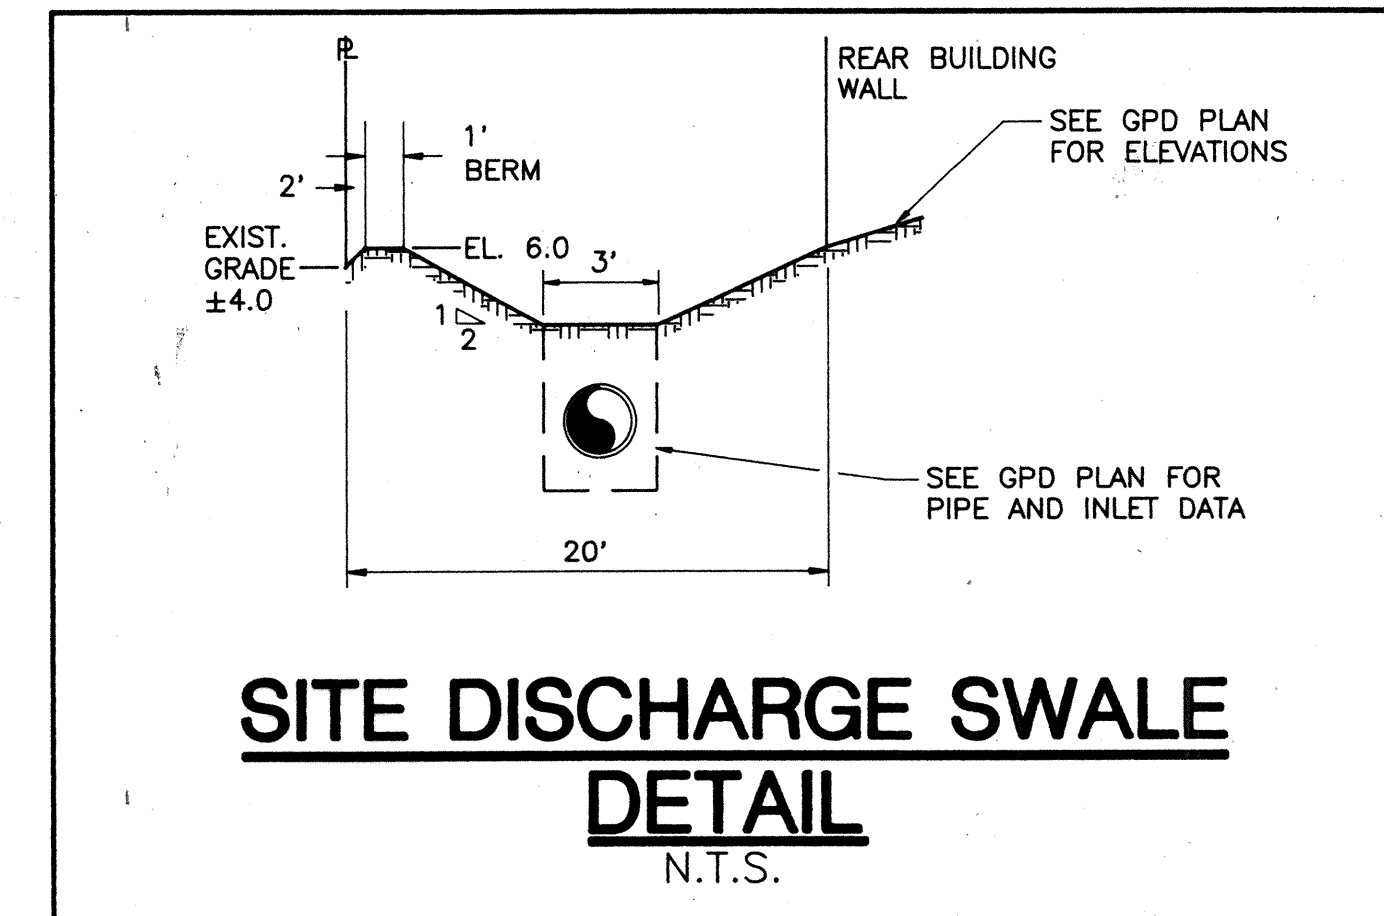 PL
REAR BUILDING
WALL
SEE GPD PLAN
FOR ELEVATIONS
1'
BERM
2'
EXIST.
GRADE
±4.0
EL. 6.0
3'
1
2
SEE GPD PLAN FOR
PIPE AND INLET DATA
20'
SITE DISCHARGE SWALE
DETAIL
N.T.S.